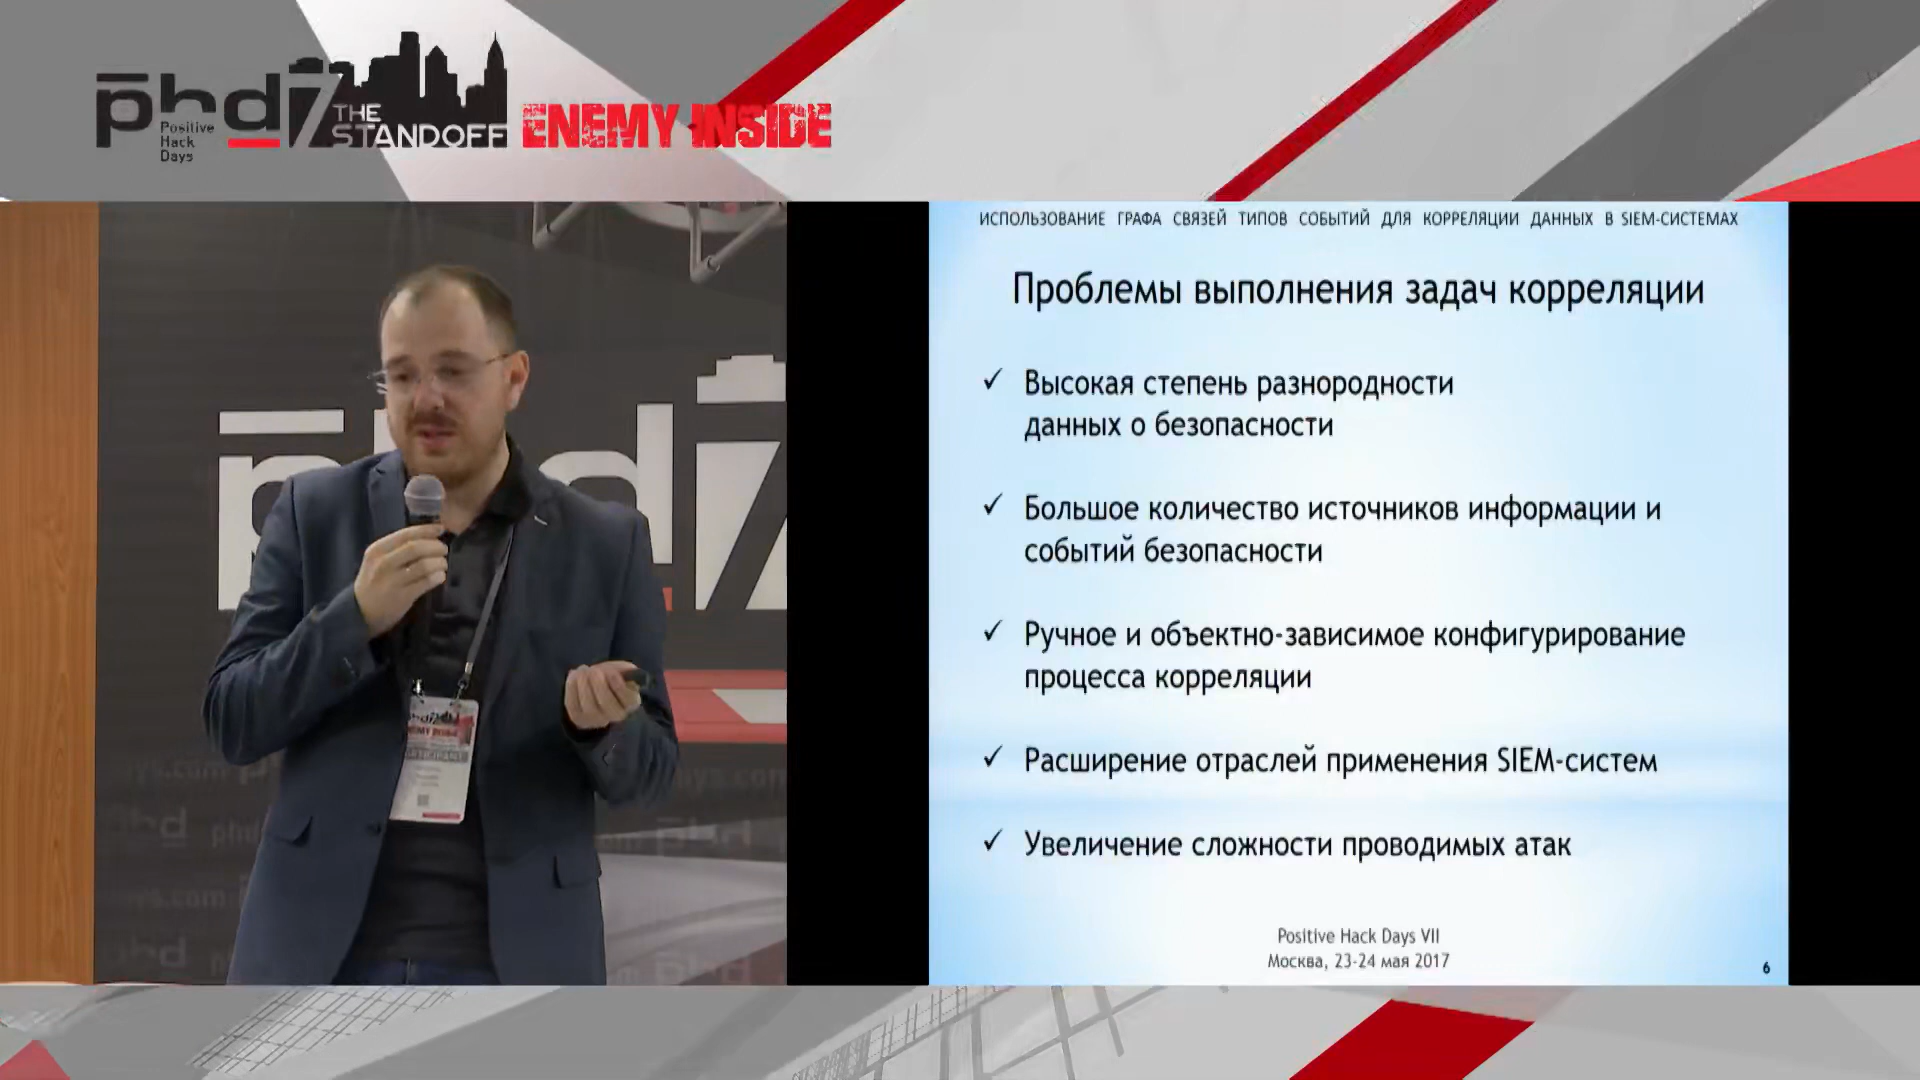 phd7
Positive
Hack
Days
THE
STANDOFF
ENEMY INSIDE
ИСПОЛЬЗОВАНИЕ ГРАФА СВЯЗЕЙ ТИПОВ СОБЫТИЙ ДЛЯ КОРРЕЛЯЦИИ ДАННЫХ В SIEM-СИСТЕМАХ
Проблемы выполнения задач корреляции
✓ Высокая степень разнородности
данных о безопасности
✓ Большое количество источников информации и
событий безопасности
✓ Ручное и объектно-зависимое конфигурирование
процесса корреляции
✓ Расширение отраслей применения SIEM-систем
✓ Увеличение сложности проводимых атак
Positive Hack Days VII
Москва, 23-24 мая 2017
6